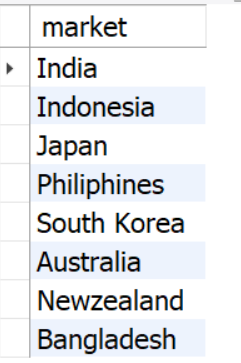 market
India
Indonesia
Japan
Philiphines
South Korea
Australia
Newzealand
Bangladesh